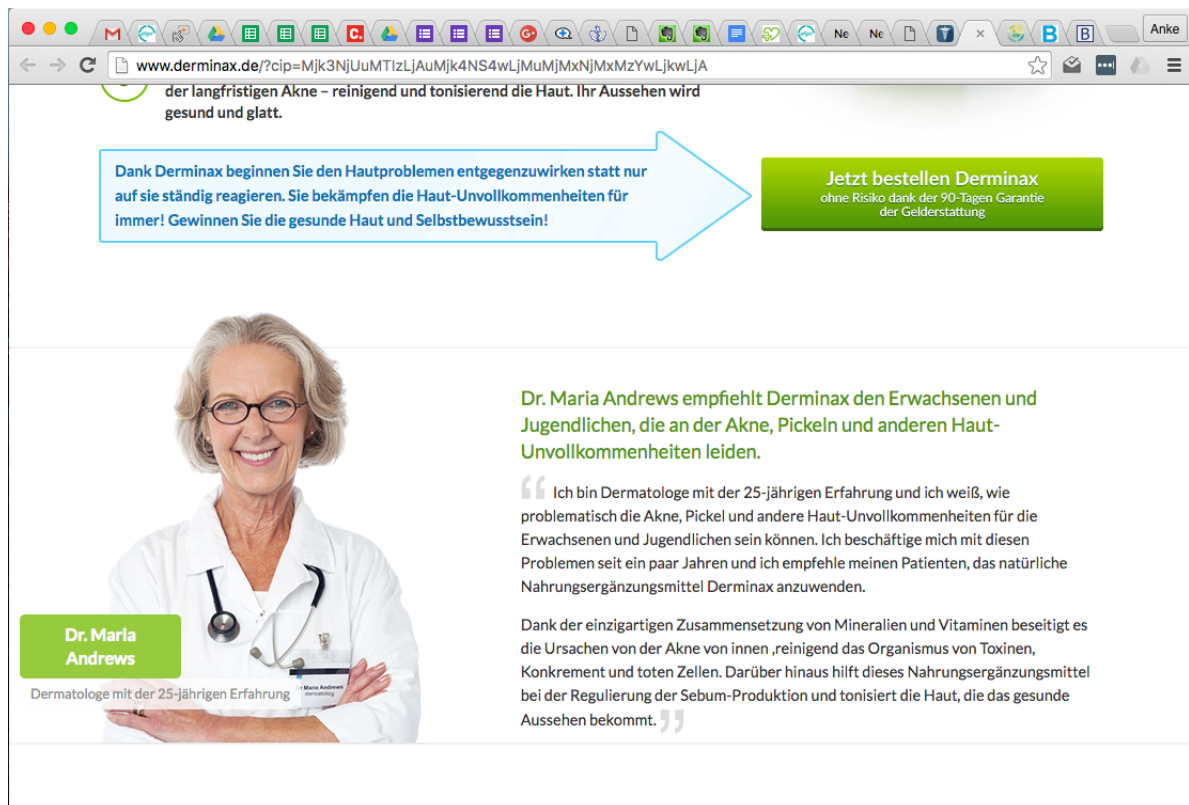 Ne
Ne
Anke
www.derminax.de/?cip=Mjk3NjUuMTIzLjAuMjk4NS4wLjMuMjMxNjMxMzYwLjkwLjA
der langfristigen Akne – reinigend und tonisierend die Haut. Ihr Aussehen wird
gesund und glatt.
Dank Derminax beginnen Sie den Hautproblemen entgegenzuwirken statt nur
auf sie ständig reagieren. Sie bekämpfen die Haut-Unvollkommenheiten für
immer! Gewinnen Sie die gesunde Haut und Selbstbewusstsein!
Jetzt bestellen Derminax
ohne Risiko dank der 90-Tagen Garantie
der Gelderstattung
Dr. Maria Andrews empfiehlt Derminax den Erwachsenen und
Jugendlichen, die an der Akne, Pickeln und anderen Haut-
Unvollkommenheiten leiden.
Ich bin Dermatologe mit der 25-jährigen Erfahrung und ich weiß, wie
problematisch die Akne, Pickel und andere Haut-Unvollkommenheiten für die
Erwachsenen und Jugendlichen sein können. Ich beschäftige mich mit diesen
Problemen seit ein paar Jahren und ich empfehle meinen Patienten, das natürliche
Nahrungsergänzungsmittel Derminax anzuwenden.
Dank der einzigartigen Zusammensetzung von Mineralien und Vitaminen beseitigt es
die Ursachen von der Akne von innen ,reinigend das Organismus von Toxinen,
Konkrement und toten Zellen. Darüber hinaus hilft dieses Nahrungsergänzungsmittel
bei der Regulierung der Sebum-Produktion und tonisiert die Haut, die das gesunde
Aussehen bekommt.
Dr. Maria
Andrews
Dermatologe mit der 25-jährigen Erfahrung
Maria Andrews
dermatolog